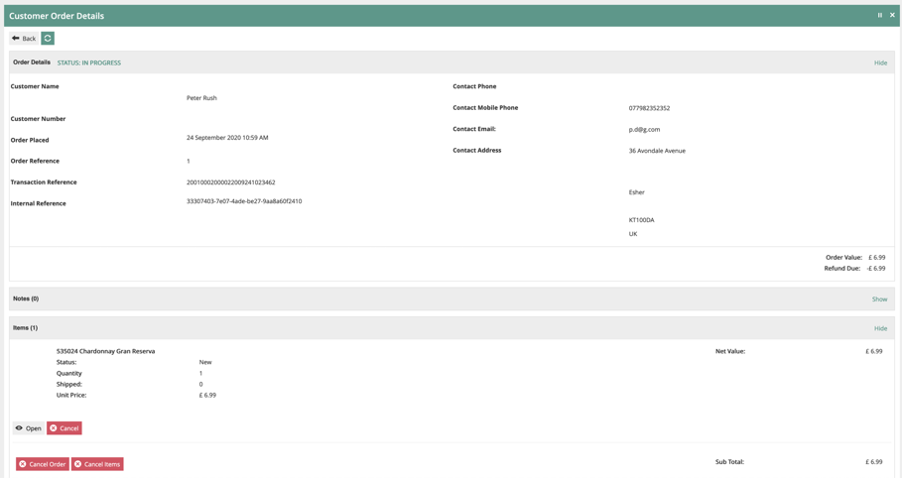 Customer Order Details
Back
Order Details STATUS: IN PROGRESS Hide
Customer Name
Peter Rush
Customer Number
Order Placed 24 September 2020 10:59 AM
Order Reference 1
Transaction Reference 20010002000022009241023462
Internal Reference 33307403-7e07-4ade-be27-9aa8a60f2410
Contact Phone
Contact Mobile Phone 077982352352
Contact Email: p.d@g.com
Contact Address 36 Avondale Avenue
Esher
KT100DA
UK
Order Value: £ 6.99
Refund Due: -£ 6.99
Notes (0) Show
Items (1) Hide
535024 Chardonnay Gran Reserva Net Value: £ 6.99
Status: New
Quantity 1
Shipped: 0
Unit Price: £ 6.99
Open Cancel
Cancel Order Cancel Items Sub Total: £ 6.99